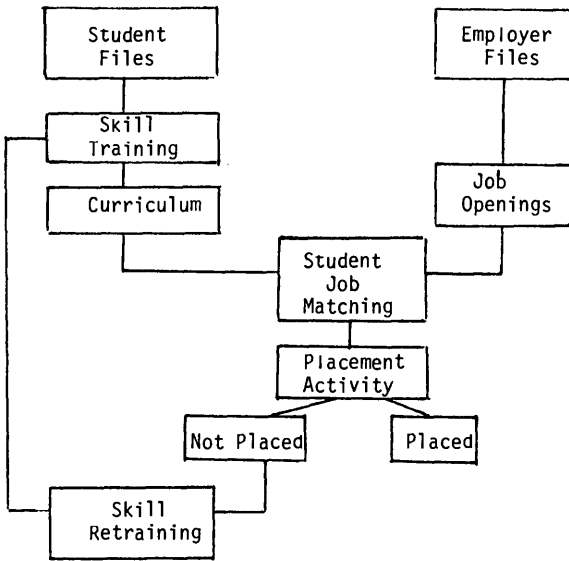 Student
Files
Employer
Files
Skill
Training
Curriculum
Job
Openings
Student
Job
Matching
Placement
Activity
Not Placed
Placed
Skill
Retraining